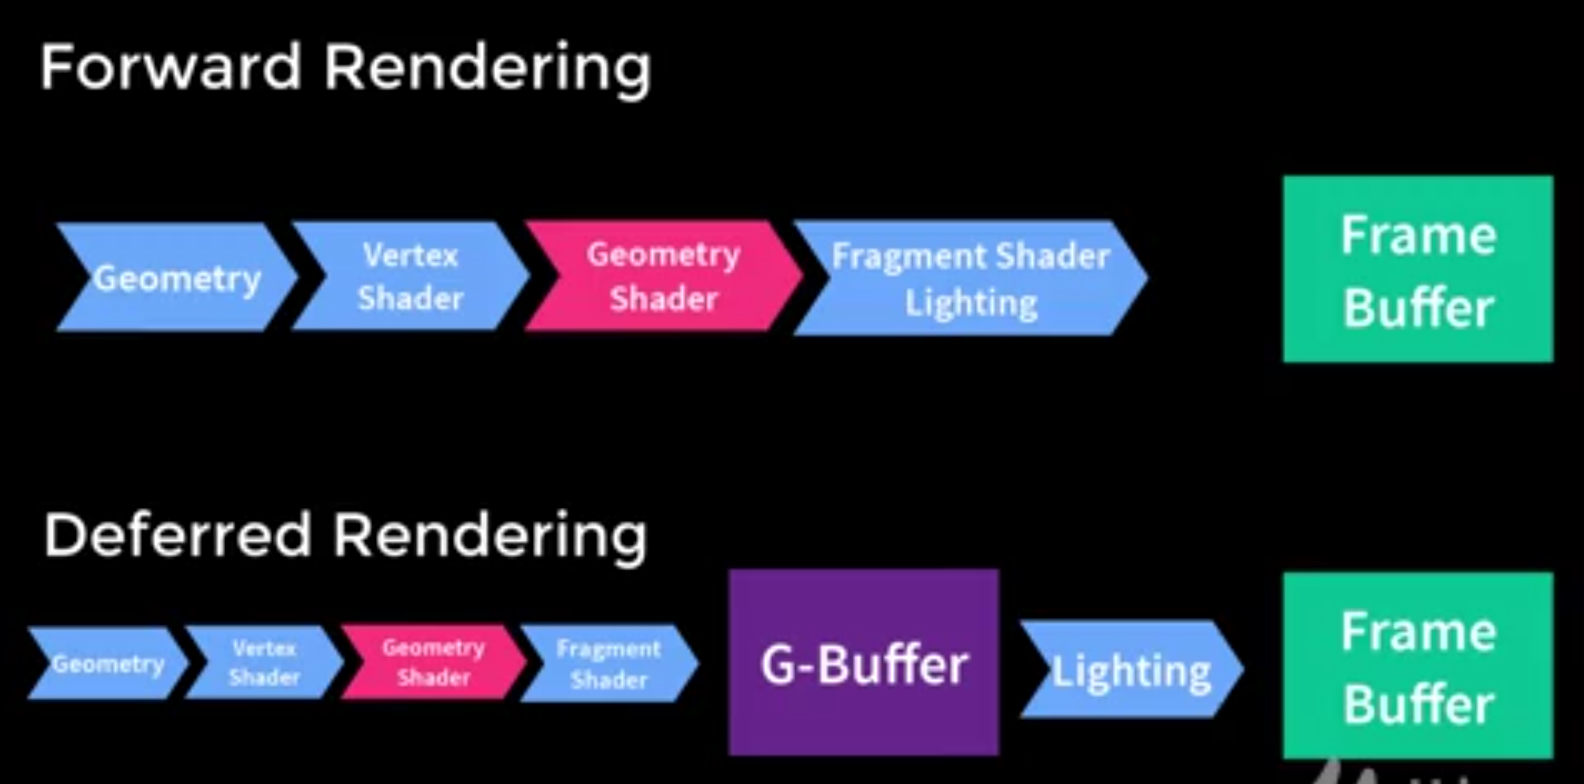 Forward Rendering
Geometry
Vertex
Shader
Geometry
Shader
Fragment Shader
Lighting
Frame
Buffer
Deferred Rendering
Geometry
Vertex
Shader
Geometry
Shader
Fragment
Shader
G-Buffer
Lighting
Frame
Buffer